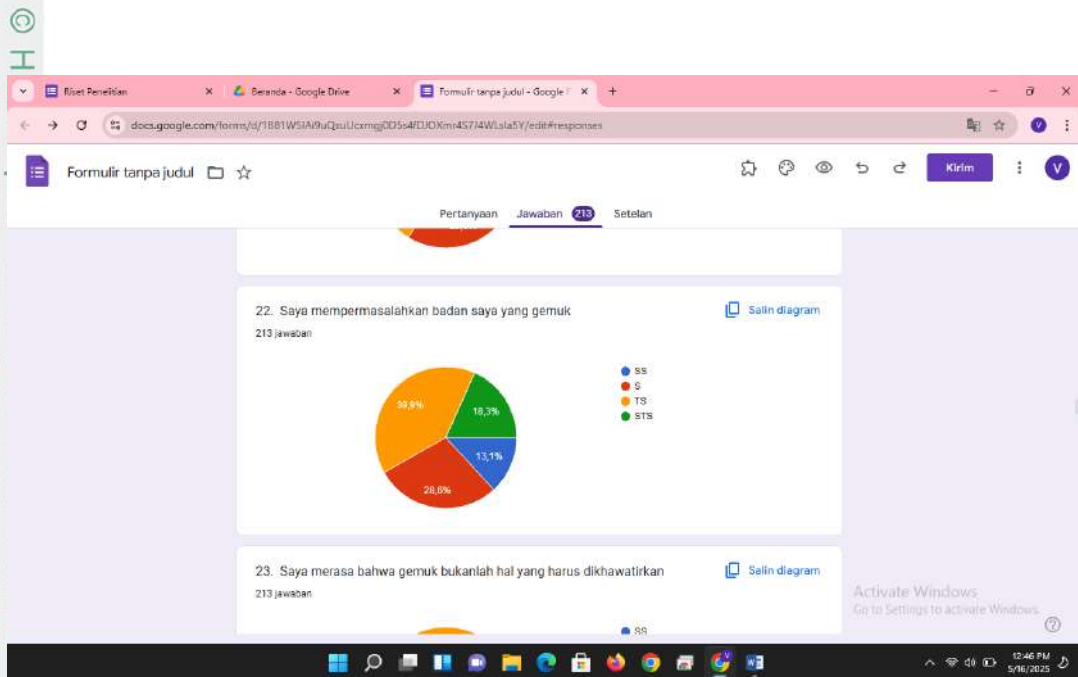 © H
Riset Penelitian
Beranda - Google Drive
Formulir tanpa judul - Google F
Formulir tanpa judul
Kirim
V
Pertanyaan Jawaban 213 Setelan
22. Saya mempermasalahkan badan saya yang gemuk
Salin diagram
213 jawaban
SS
S
TS
STS
39,9%
18,3%
13,1%
28,6%
23. Saya merasa bahwa gemuk bukanlah hal yang harus dikhawatirkan
Salin diagram
213 jawaban
SS
Activate Windows
Go to Settings to activate Windows.
12:46 PM
5/16/2025